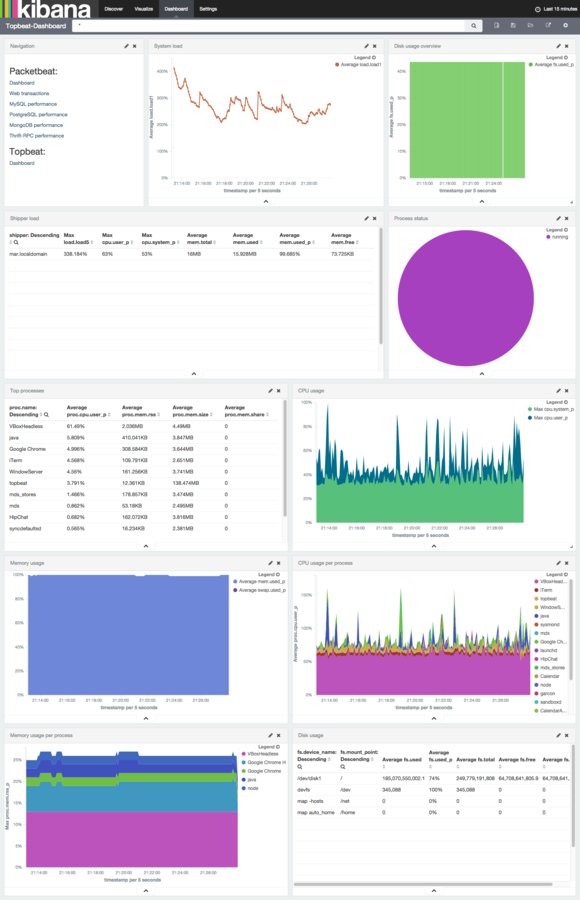 kibana
Discover Visualize Dashboard Settings
Last 15 minutes
Topbeat-Dashboard
*
Navigation
Packetbeat:
Dashboard
Web transactions
MySQL performance
PostgreSQL performance
MongoDB performance
Thrift-RPC performance
Topbeat:
Dashboard
System load
Legend
Average load.load1
Average load.load1
400%
300%
200%
100%
0%
21:14:00 21:16:00 21:18:00 21:20:00 21:22:00 21:24:00 21:26:00
timestamp per 5 seconds
Disk usage overview
Legend
Average fs.used_p
Average fs.used_p
40%
30%
20%
10%
0%
21:15:00 21:18:00 21:21:00 21:24:00
timestamp per 5 seconds
Shipper load
shipper: Descending Max load.load5 Max cpu.user_p Max cpu.system_p Average mem.total Average mem.used Average mem.used_p Average mem.free
mar.localdomain 338.184% 83% 53% 16MB 15.928MB 99.685% 73.725KB
Process status
Legend
running
Top processes
proc.name: Descending Average proc.cpu.user_p Average proc.mem.rss Average proc.mem.size Average proc.mem.share
VBoxHeadless 61.49% 2.036MB 4.49MB 0
java 5.809% 410.041KB 3.847MB 0
Google Chrome 4.996% 308.584KB 3.644MB 0
iTerm 4.588% 109.791KB 2.651MB 0
WindowServer 4.56% 161.256KB 3.741MB 0
topbeat 3.791% 12.361KB 138.474MB 0
mds_stores 1.466% 178.857KB 3.474MB 0
mds 0.862% 53.18KB 2.495MB 0
HipChat 0.682% 162.072KB 3.816MB 0
syncdefaultsd 0.565% 16.234KB 2.381MB 0
CPU usage
Legend
Max cpu.system_p
Max cpu.user_p
100%
80%
60%
40%
20%
0%
21:14:00 21:16:00 21:18:00 21:20:00 21:22:00 21:24:00 21:26:00
timestamp per 5 seconds
Memory usage
Legend
Average mem.used_p
Average swap.used_p
100%
80%
60%
40%
20%
0%
21:14:00 21:16:00 21:18:00 21:20:00 21:22:00 21:24:00 21:26:00
timestamp per 5 seconds
CPU usage per process
Legend
VBoxHeadl...
iTerm
topbeat
WindowS...
java
sysmond
mds
Google Ch...
launchd
HipChat
mds_stores
Calendar
node
garcon
sandboxd
CalendarA...
Average proc.cpu.user_p
150%
100%
50%
0%
21:14:00 21:16:00 21:18:00 21:20:00 21:22:00 21:24:00 21:26:00
timestamp per 5 seconds
Memory usage per process
Legend
VBoxHeadless
Google Chrome H
Google Chrome
java
node
Max proc.mem.rss_p
25%
20%
15%
10%
5%
0%
21:14:00 21:16:00 21:18:00 21:20:00 21:22:00 21:24:00 21:26:00
timestamp per 5 seconds
Disk usage
fs.device_name: Descending fs.mount_point: Descending Average fs.used Average fs.used_p Average fs.total Average fs.free Average fs.
/dev/disk1 / 185,070,550,002.1 74% 249,779,191,808 64,708,641,805.9 64,708,641,
devfs /dev 345,088 100% 345,088 0 0
map -hosts /net 0 0% 0 0 0
map auto_home /home 0 0% 0 0 0